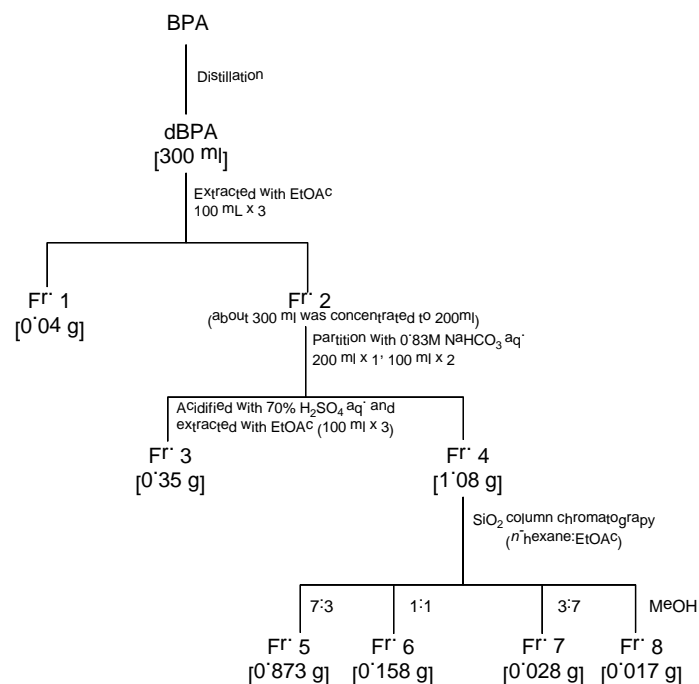 BPA
Distillation
dBPA
[300 ml]
Extracted with EtOAc
100 mL x 3
Fr. 1
[0.04 g]
Fr. 2
(about 300 ml was concentrated to 200ml)
Partition with 0.83M NaHCO₃ aq.
200 ml x 1, 100 ml x 2
Acidified with 70% H₂SO₄ aq. and
extracted with EtOAc (100 ml x 3)
Fr. 3
[0.35 g]
Fr. 4
[1.08 g]
SiO₂ column chromatograpy
(n-hexane:EtOAc)
7:3
1:1
3:7
MeOH
Fr. 5
[0.873 g]
Fr. 6
[0.158 g]
Fr. 7
[0.028 g]
Fr. 8
[0.017 g]